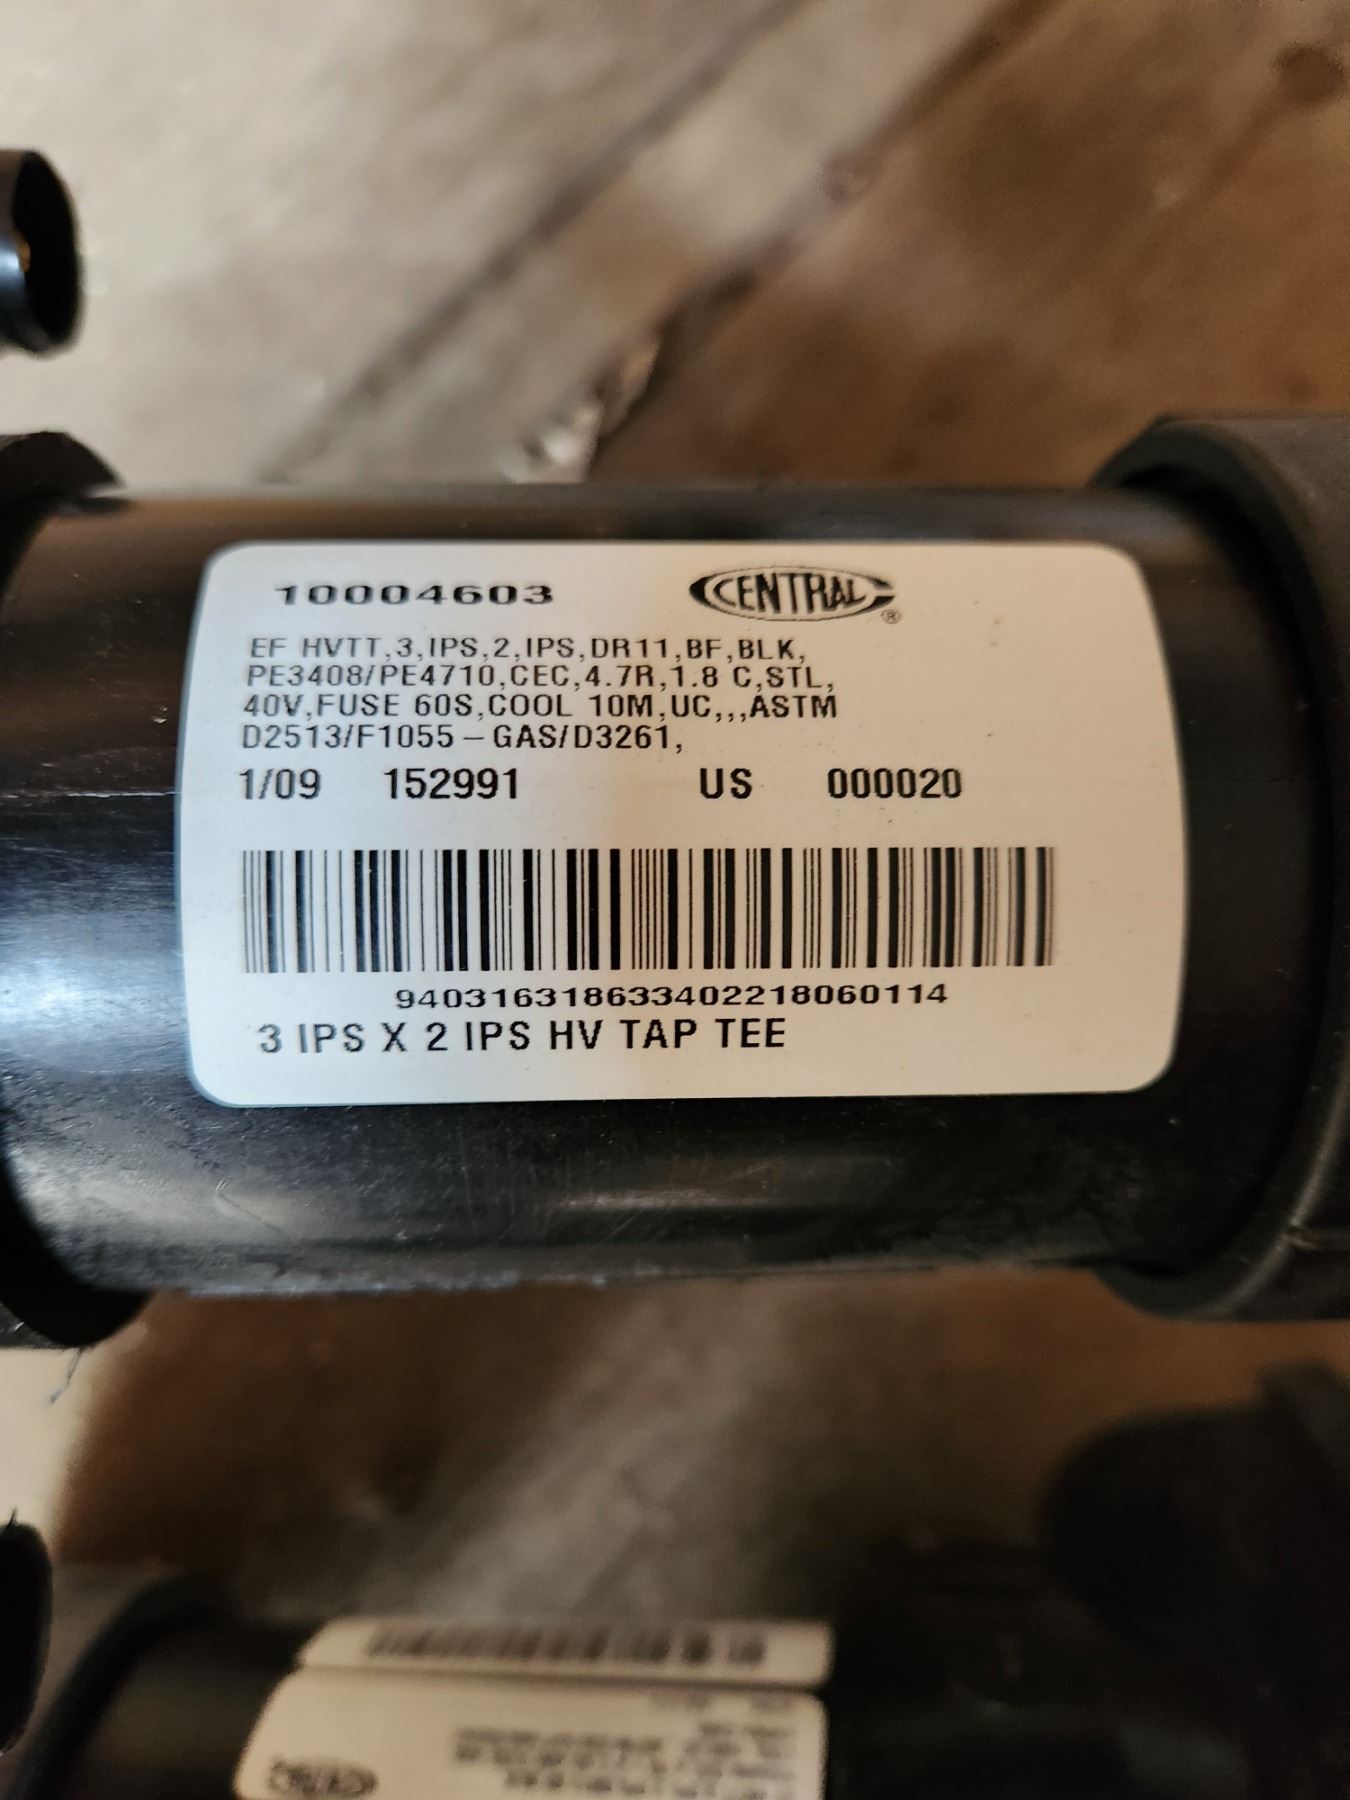 10004603 CENTRAL®
EF HVTT,3,IPS,2,IPS,DR11,BF,BLK,
PE3408/PE4710,CEC,4.7R,1.8 C,STL,
40V,FUSE 60S,COOL 10M,UC,,,ASTM
D2513/F1055–GAS/D3261,
1/09 152991 US 000020
940316318633402218060114
3 IPS X 2 IPS HV TAP TEE